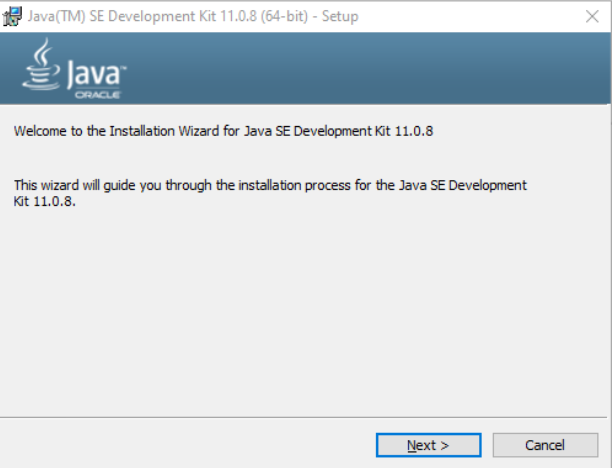 Java(TM) SE Development Kit 11.0.8 (64-bit) - Setup
Java™
ORACLE
Welcome to the Installation Wizard for Java SE Development Kit 11.0.8
This wizard will guide you through the installation process for the Java SE Development
Kit 11.0.8.
Next >
Cancel